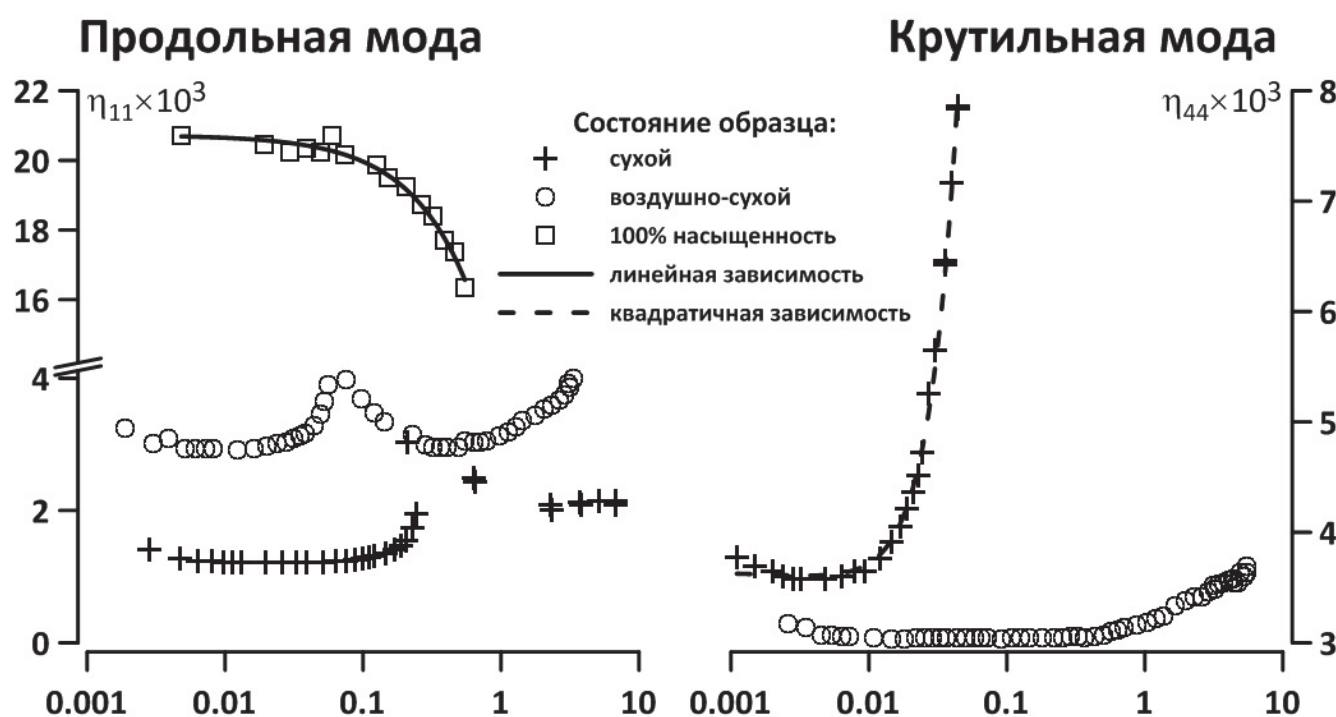 Продольная мода
Крутильная мода
η11×10³
η44×10³
22
20
18
16
4
2
0
Состояние образца:
сухой
воздушно-сухой
100% насыщенность
линейная зависимость
квадратичная зависимость
8
7
6
5
4
3
0.001 0.01 0.1 1 10
0.001 0.01 0.1 1 10